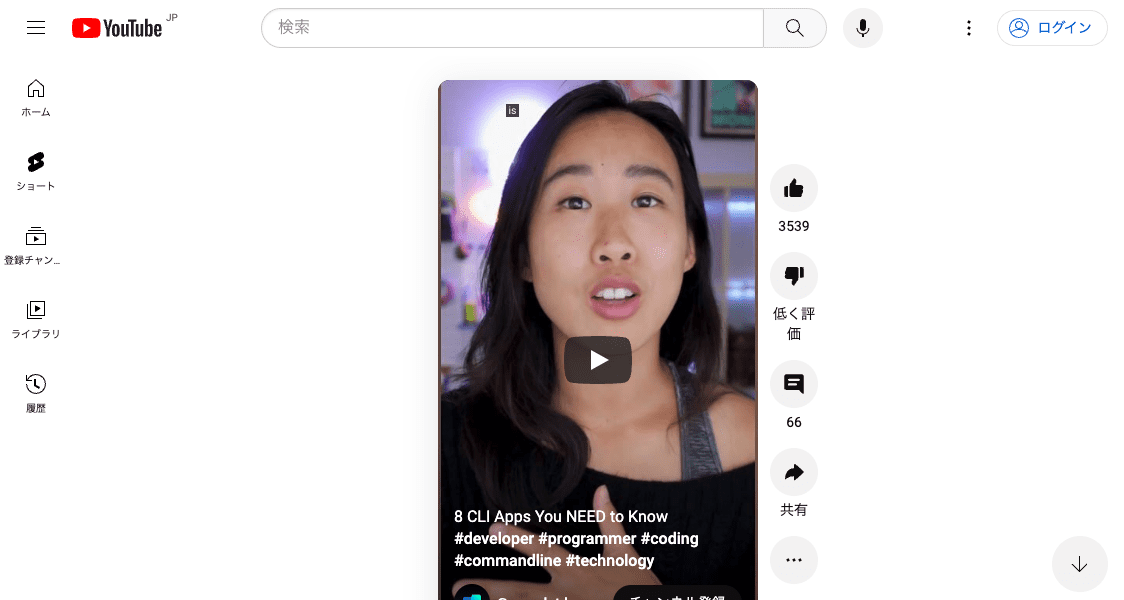 YouTube JP
検索
ログイン
ホーム
ショート
登録チャン...
ライブラリ
履歴
is
3539
低く評
価
66
共有
8 CLI Apps You NEED to Know
#developer #programmer #coding
#commandline #technology
チャンネル登録